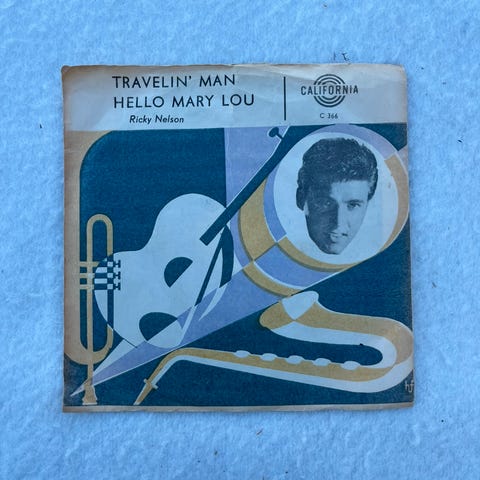 TRAVELIN' MAN
HELLO MARY LOU
Ricky Nelson
CALIFORNIA
C 366